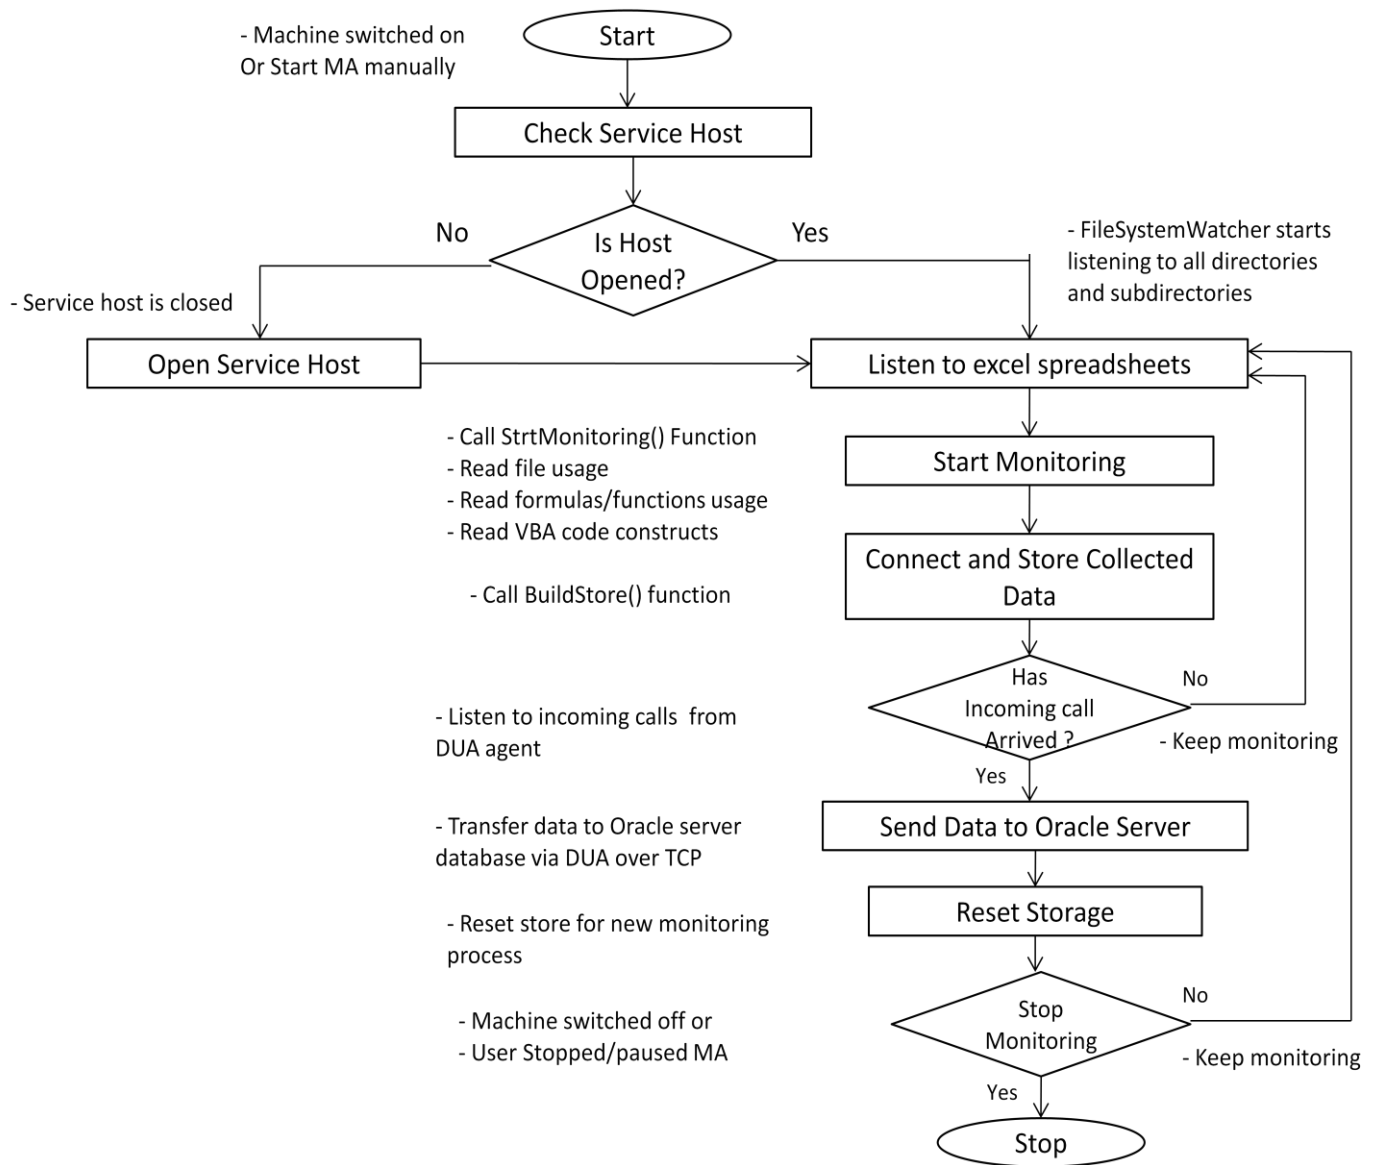 Start
- Machine switched on
Or Start MA manually
Check Service Host
No
Is Host
Opened?
Yes
- FileSystemWatcher starts
listening to all directories
and subdirectories
- Service host is closed
Open Service Host
Listen to excel spreadsheets
- Call StrtMonitoring() Function
- Read file usage
- Read formulas/functions usage
- Read VBA code constructs
Start Monitoring
Connect and Store Collected
Data
- Call BuildStore() function
Has
Incoming call
Arrived ?
No
- Keep monitoring
- Listen to incoming calls from
DUA agent
Yes
- Transfer data to Oracle server
database via DUA over TCP
Send Data to Oracle Server
- Reset store for new monitoring
process
Reset Storage
- Machine switched off or
- User Stopped/paused MA
Stop
Monitoring
No
- Keep monitoring
Yes
Stop